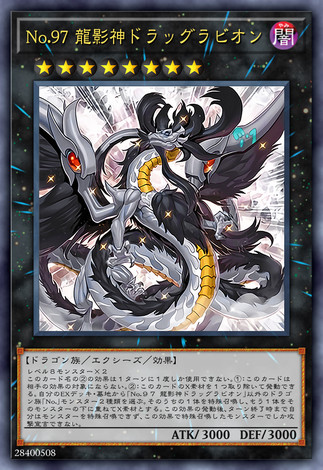 No.97 龍影神ドラッグラビオン
やみ
闇
【ドラゴン族／エクシーズ／効果】
レベル８モンスター×２
このカード名の②の効果は１ターンに１度しか使用できない。①：このカードは
相手の効果の対象にならない。②：このカードのX素材を１つ取り除いて発動でき
る。自分のEXデッキ・墓地から「No.97 龍影神ドラッグラビオン」以外のドラゴ
ン族「No.」モンスター２種類を選ぶ。そのうちの１体を特殊召喚し、もう１体をそ
のモンスターの下に重ねてX素材とする。この効果の発動後、ターン終了時まで自
分はモンスターを特殊召喚できず、この効果で特殊召喚したモンスターでしか攻
撃宣言できない。
ATK/ 3000 DEF/ 3000
28400508